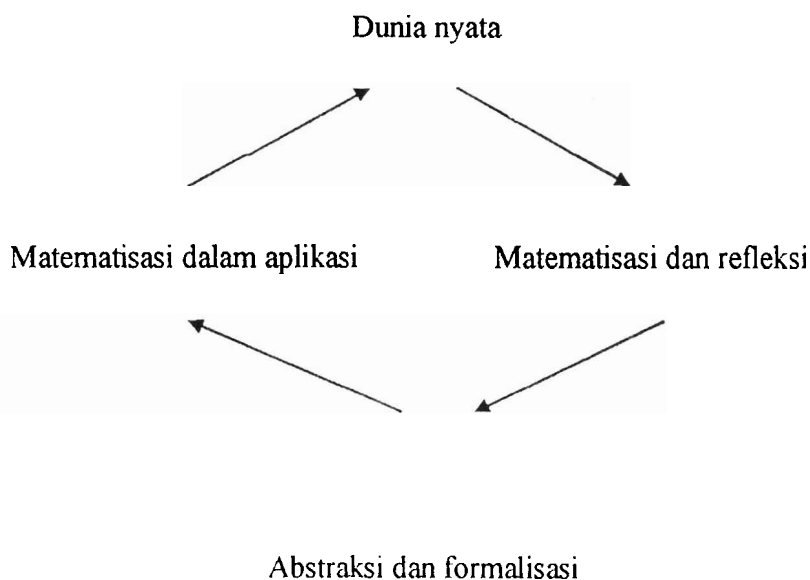 Dunia nyata
Matematisasi dalam aplikasi
Matematisasi dan refleksi
Abstraksi dan formalisasi